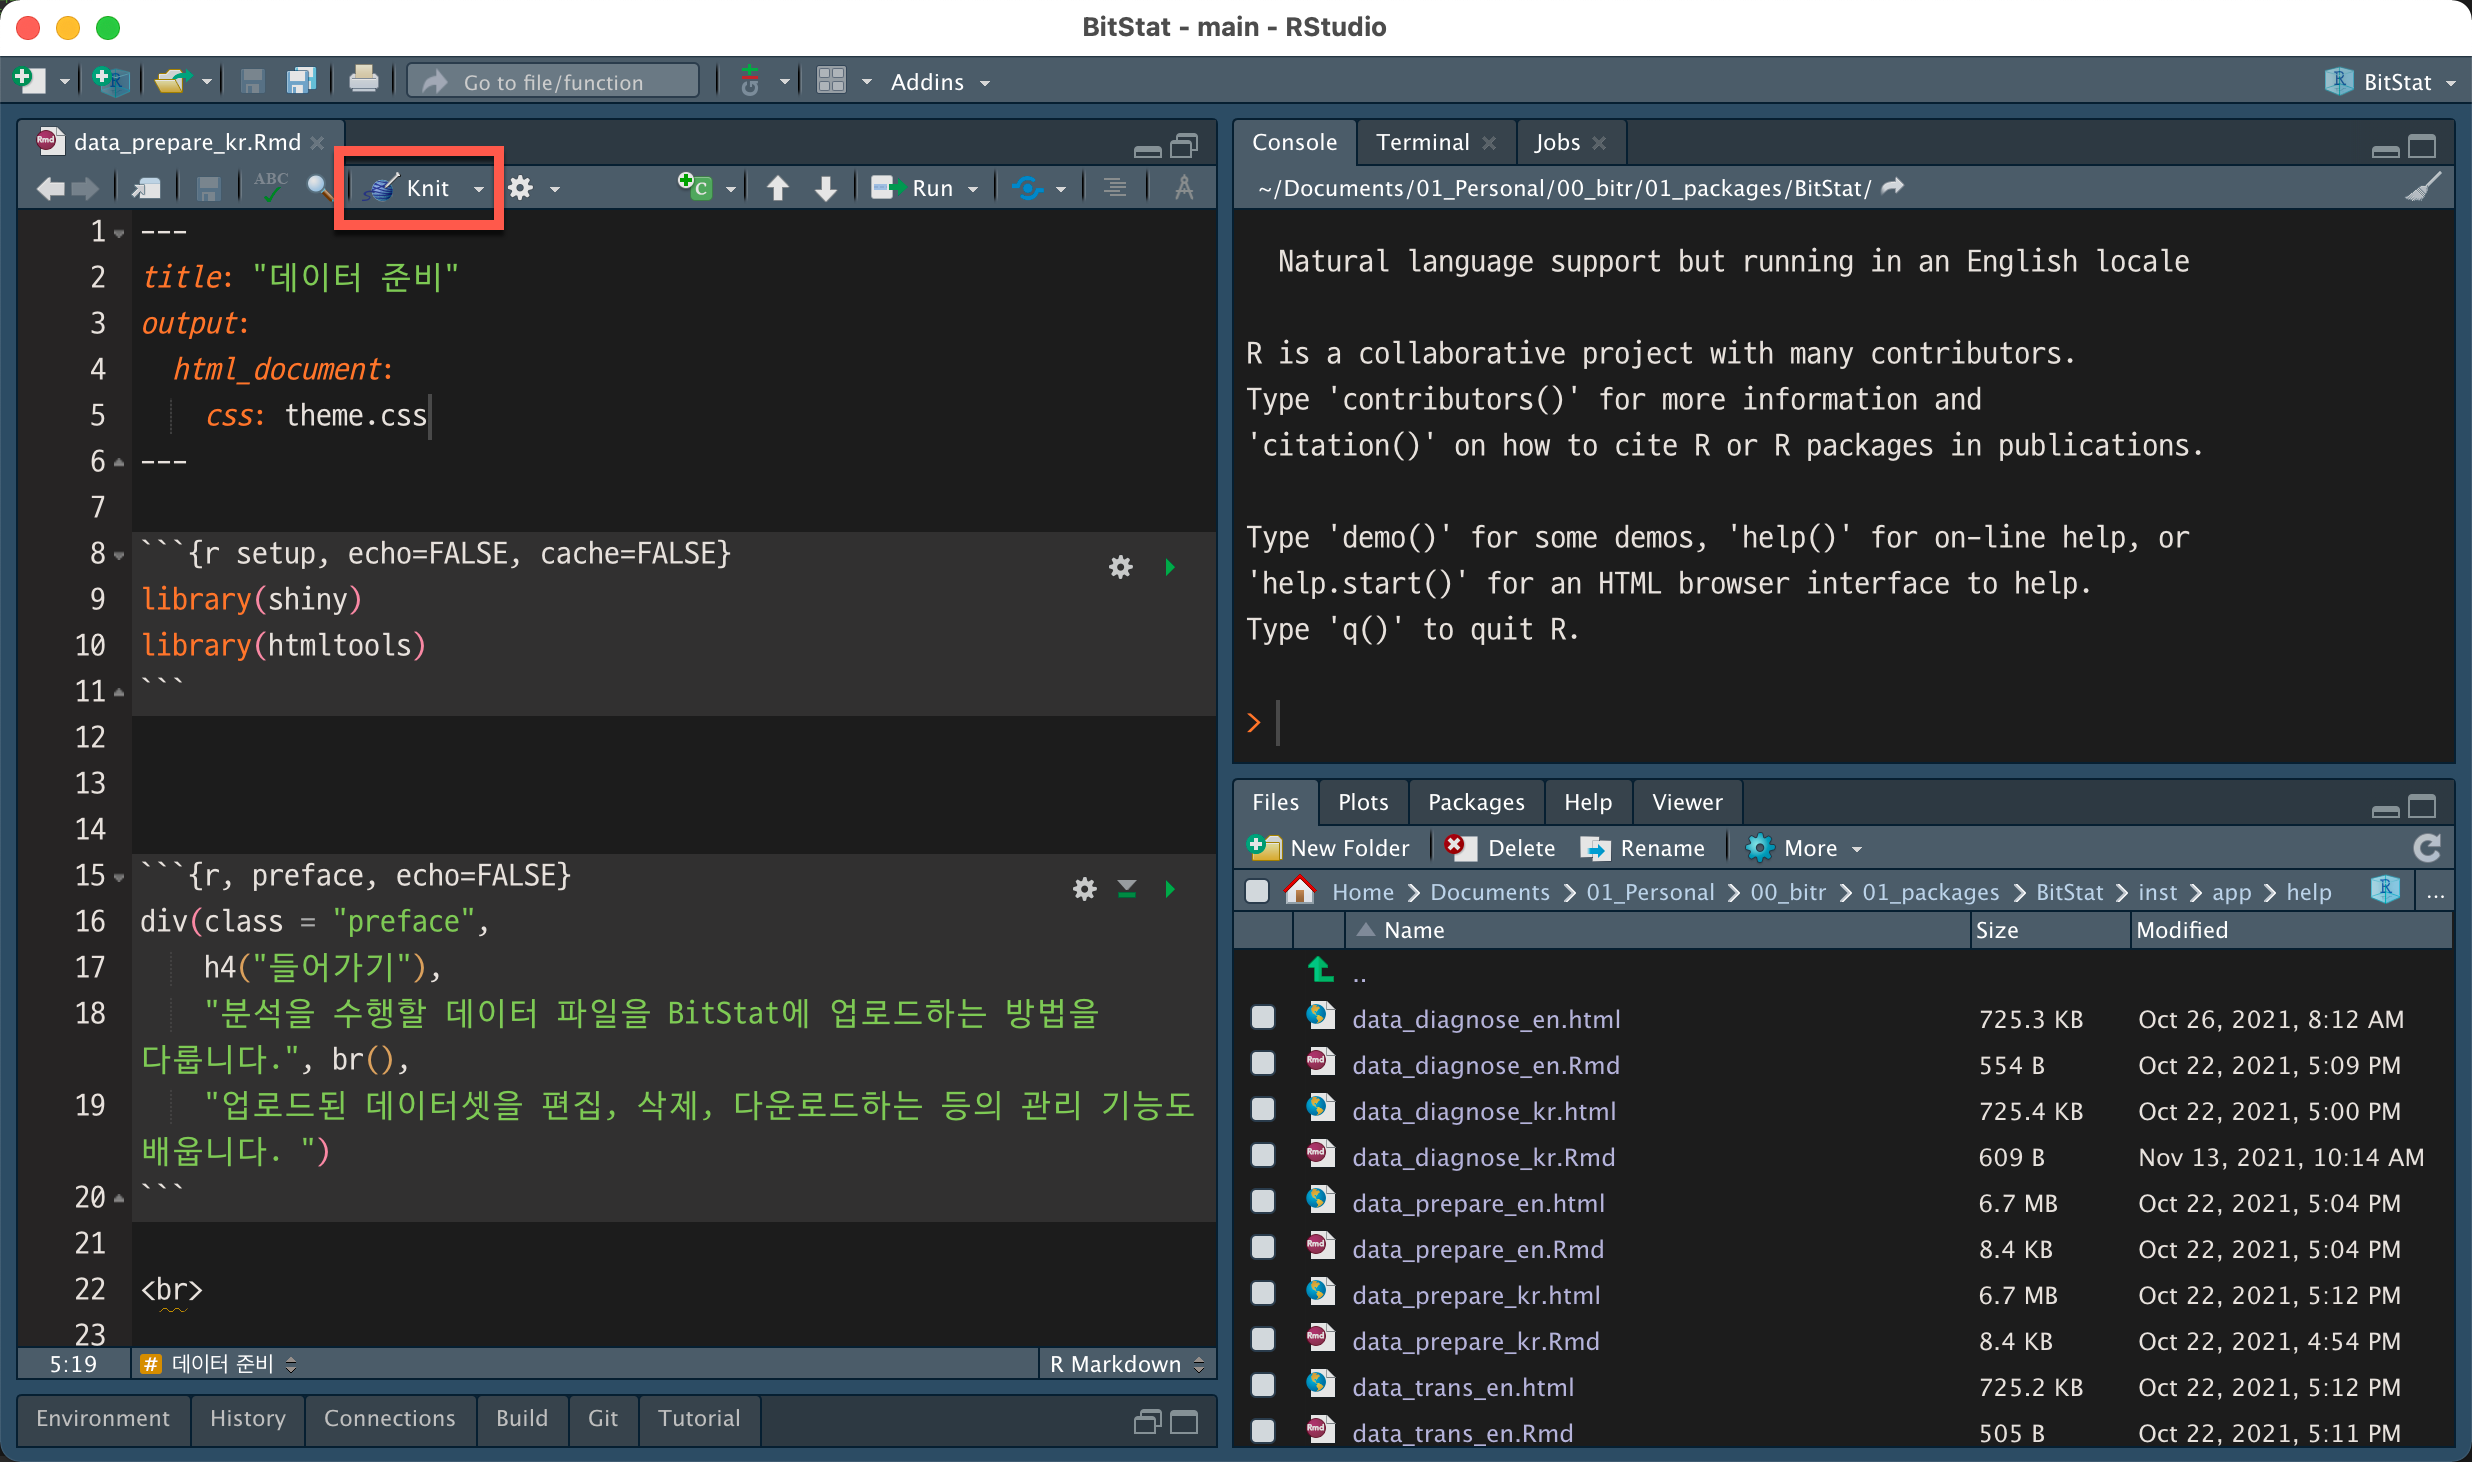 BitStat - main - RStudio
Go to file/function
Addins
BitStat
data_prepare_kr.Rmd
ABC
Knit
Run
1 ---
2 title: "데이터 준비"
3 output:
4 html_document:
5 css: theme.css
6 ---
7
8 ```{r setup, echo=FALSE, cache=FALSE}
9 library(shiny)
10 library(htmltools)
11 ```
12
13
14
15 ```{r, preface, echo=FALSE}
16 div(class = "preface",
17 h4("들어가기"),
18 "분석을 수행할 데이터 파일을 BitStat에 업로드하는 방법을
다룹니다.", br(),
19 "업로드된 데이터셋을 편집, 삭제, 다운로드하는 등의 관리 기능도
배웁니다. ")
20 ```
21
22 <br>
23
5:19 # 데이터 준비 R Markdown
Environment History Connections Build Git Tutorial
Console Terminal Jobs
~/Documents/01_Personal/00_bitr/01_packages/BitStat/
Natural language support but running in an English locale
R is a collaborative project with many contributors.
Type 'contributors()' for more information and
'citation()' on how to cite R or R packages in publications.
Type 'demo()' for some demos, 'help()' for on-line help, or
'help.start()' for an HTML browser interface to help.
Type 'q()' to quit R.
>
Files Plots Packages Help Viewer
New Folder Delete Rename More
Home Documents 01_Personal 00_bitr 01_packages BitStat inst app help ...
Name Size Modified
..
data_diagnose_en.html 725.3 KB Oct 26, 2021, 8:12 AM
data_diagnose_en.Rmd 554 B Oct 22, 2021, 5:09 PM
data_diagnose_kr.html 725.4 KB Oct 22, 2021, 5:00 PM
data_diagnose_kr.Rmd 609 B Nov 13, 2021, 10:14 AM
data_prepare_en.html 6.7 MB Oct 22, 2021, 5:04 PM
data_prepare_en.Rmd 8.4 KB Oct 22, 2021, 5:04 PM
data_prepare_kr.html 6.7 MB Oct 22, 2021, 5:12 PM
data_prepare_kr.Rmd 8.4 KB Oct 22, 2021, 4:54 PM
data_trans_en.html 725.2 KB Oct 22, 2021, 5:12 PM
data_trans_en.Rmd 505 B Oct 22, 2021, 5:11 PM